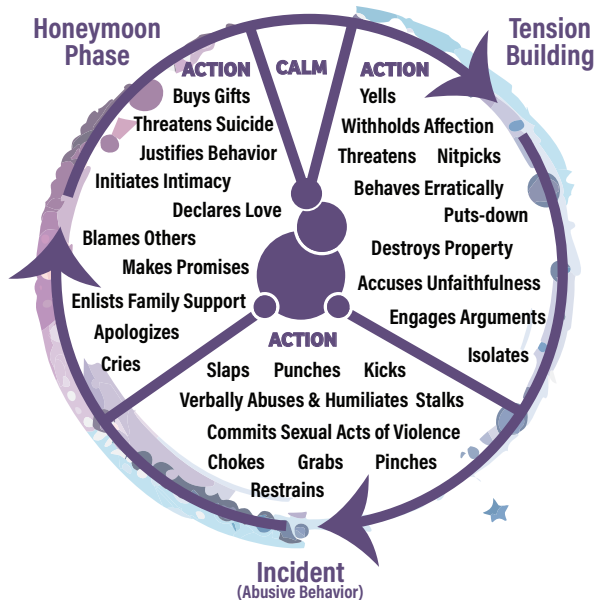 Honeymoon
Phase
Tension
Building
CALM
ACTION
Buys Gifts
Threatens Suicide
Justifies Behavior
Initiates Intimacy
Declares Love
Blames Others
Makes Promises
Enlists Family Support
Apologizes
Cries
ACTION
Yells
Withholds Affection
Threatens Nitpicks
Behaves Erratically
Puts-down
Destroys Property
Accuses Unfaithfulness
Engages Arguments
Isolates
ACTION
Slaps Punches Kicks
Verbally Abuses & Humiliates Stalks
Commits Sexual Acts of Violence
Chokes Grabs Pinches
Restrains
Incident
(Abusive Behavior)